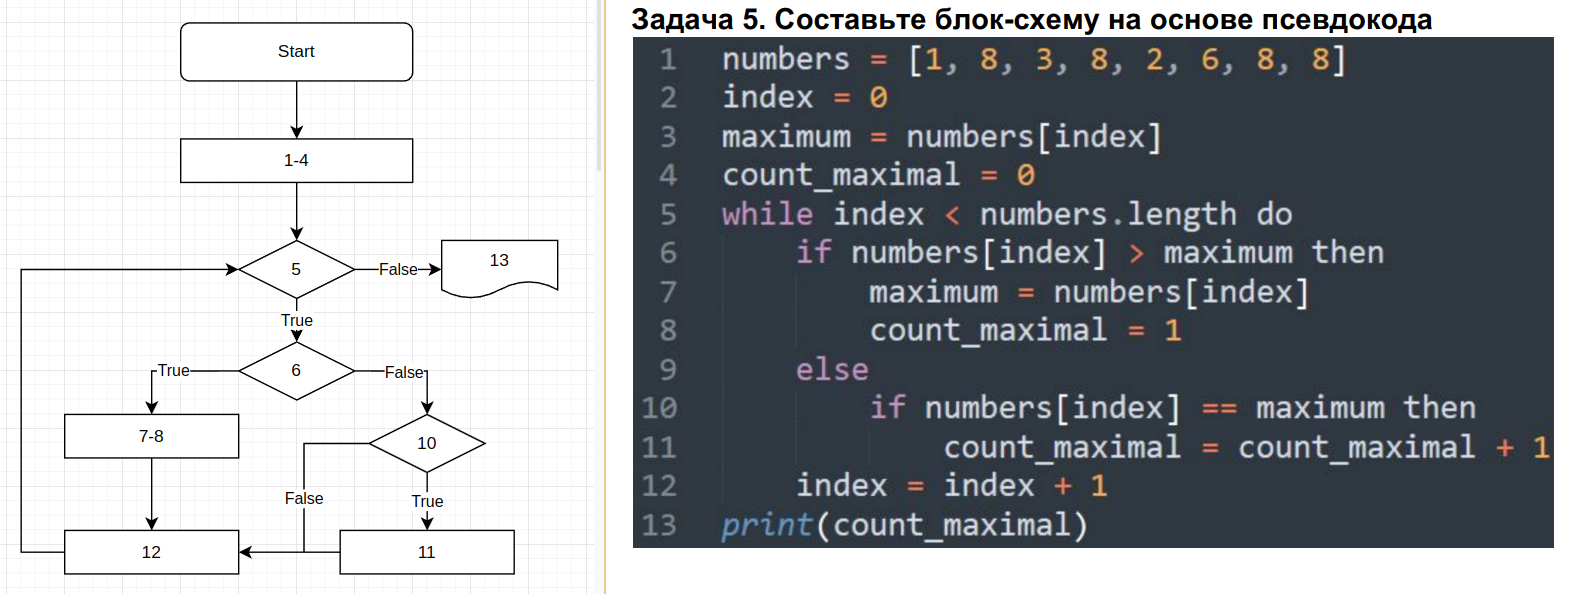 Start
1-4
5
False
13
True
6
True
False
7-8
10
False
True
12
11
Задача 5. Составьте блок-схему на основе псевдокода
1 numbers = [1, 8, 3, 8, 2, 6, 8, 8]
2 index = 0
3 maximum = numbers[index]
4 count_maximal = 0
5 while index < numbers.length do
6 if numbers[index] > maximum then
7 maximum = numbers[index]
8 count_maximal = 1
9 else
10 if numbers[index] == maximum then
11 count_maximal = count_maximal + 1
12 index = index + 1
13 print(count_maximal)